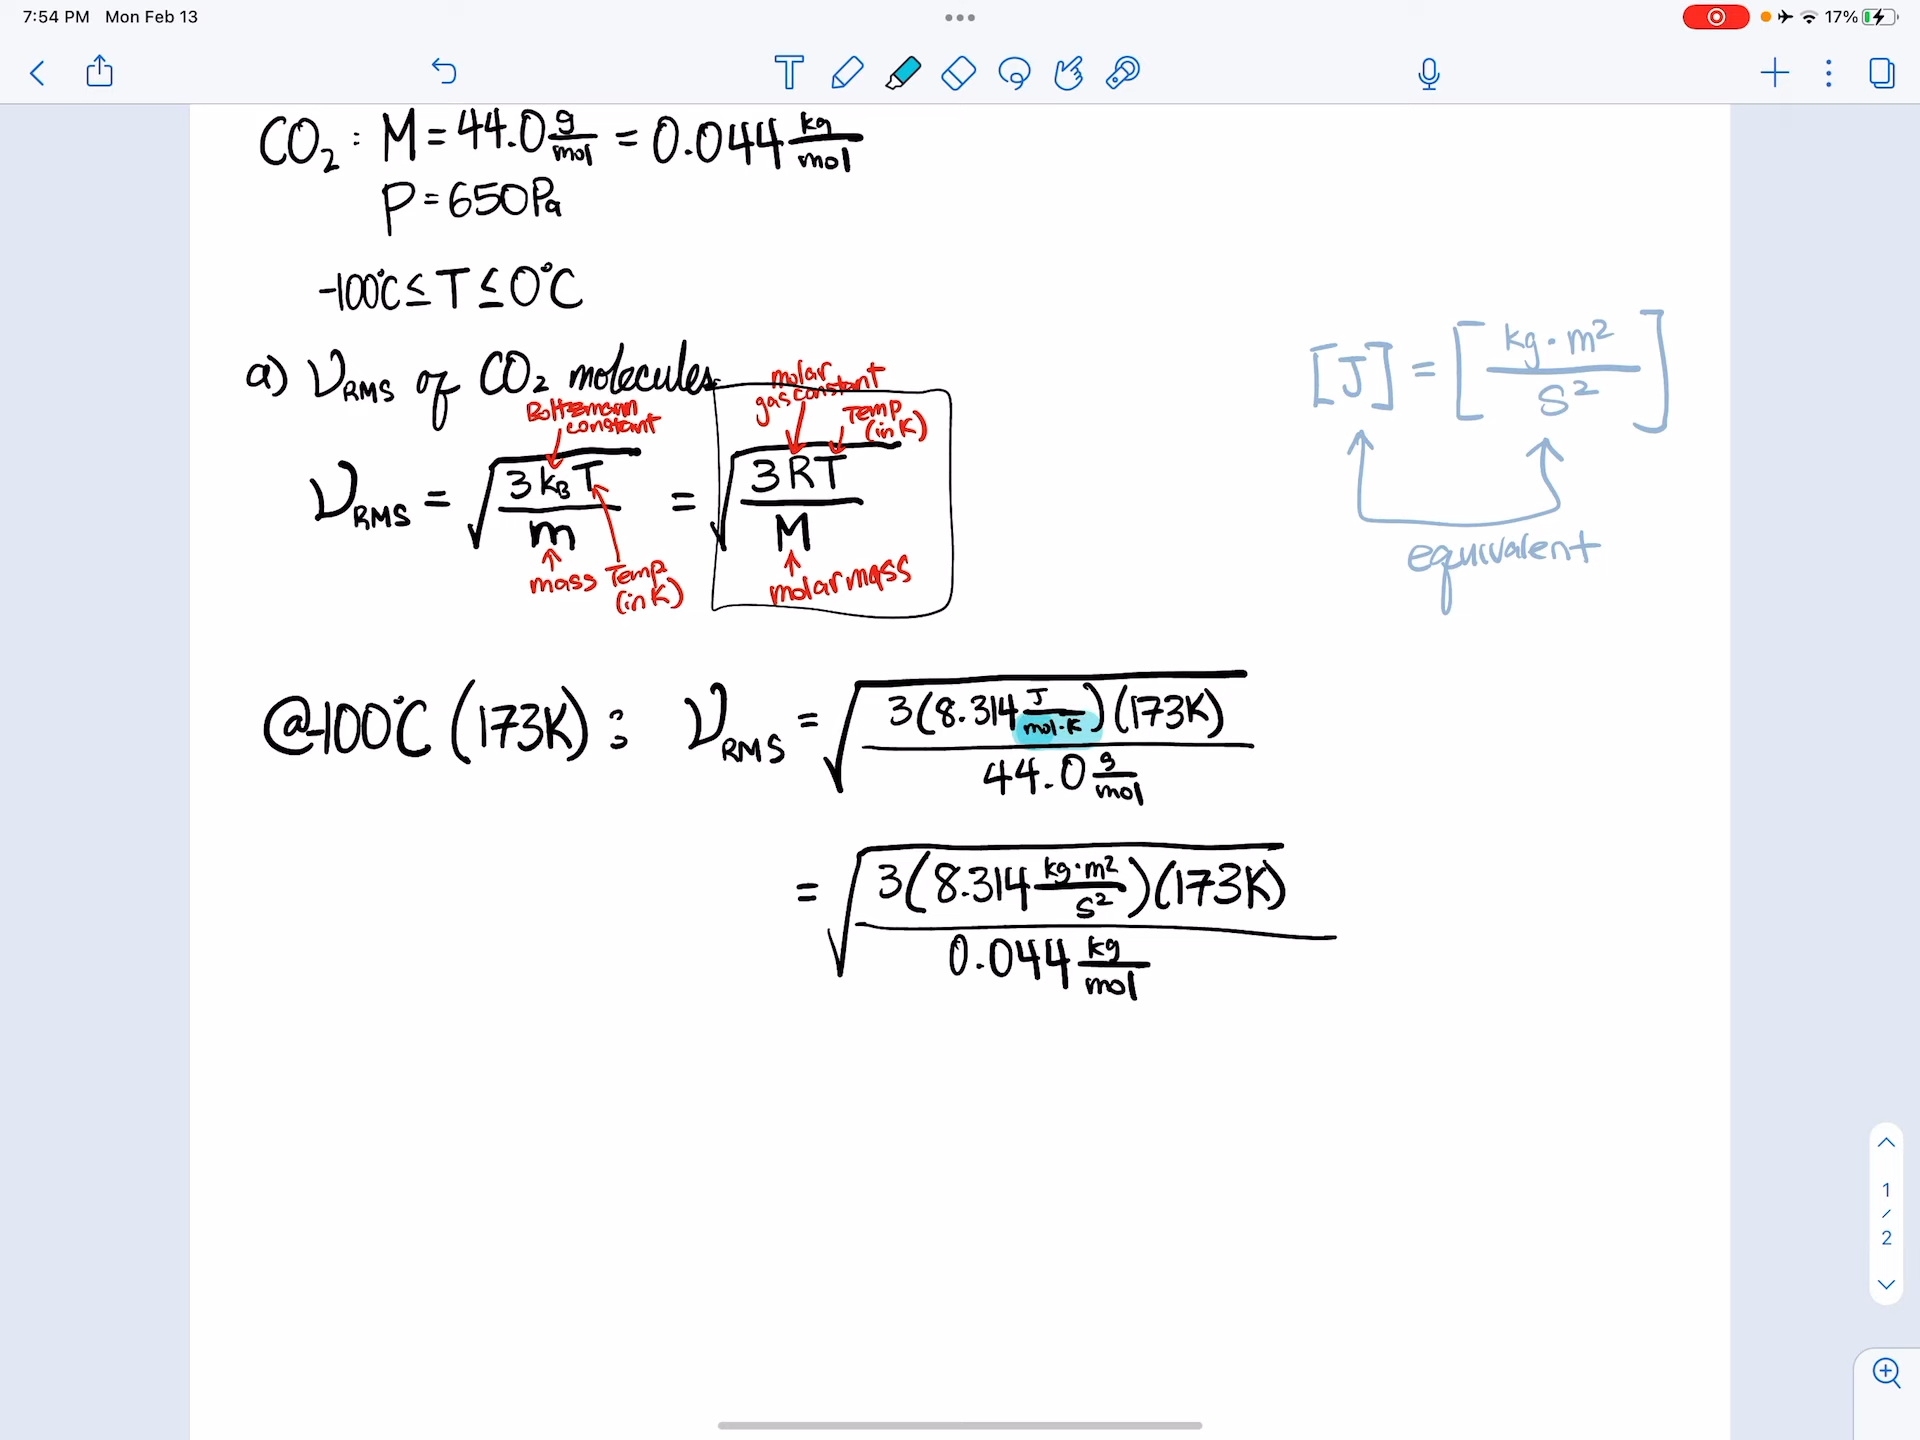 7:54 PM Mon Feb 13
17%
T
CO₂ : M = 44.0 g/mol = 0.044 kg/mol
P = 650Pa
-100°C ≤ T ≤ 0°C
a) V_RMS of CO₂ molecules
Boltzmann constant
molar gas constant
Temp (in K)
V_RMS = √(3 k_B T / m) = √(3RT / M)
mass
Temp (in K)
molar mass
[J] = [kg·m² / s²]
equivalent
@-100°C (173K) : V_RMS = √(3(8.314 J/mol·K)(173K) / 44.0 g/mol)
= √(3(8.314 kg·m²/s²)(173K) / 0.044 kg/mol)
1
/
2